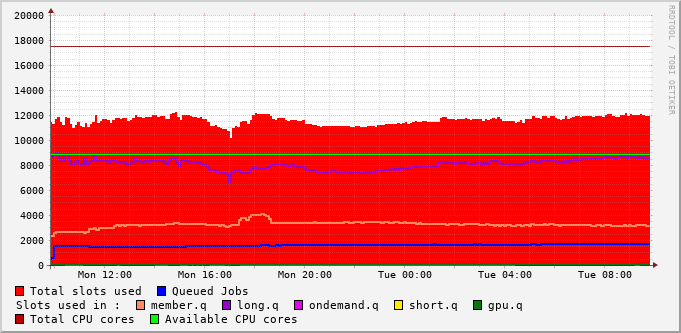 20000
18000
16000
14000
12000
10000
8000
6000
4000
2000
0
Mon 12:00 Mon 16:00 Mon 20:00 Tue 00:00 Tue 04:00 Tue 08:00
RRDTOOL / TOBI OETIKER
Total slots used Queued Jobs
Slots used in : member.q long.q ondemand.q short.q gpu.q
Total CPU cores Available CPU cores